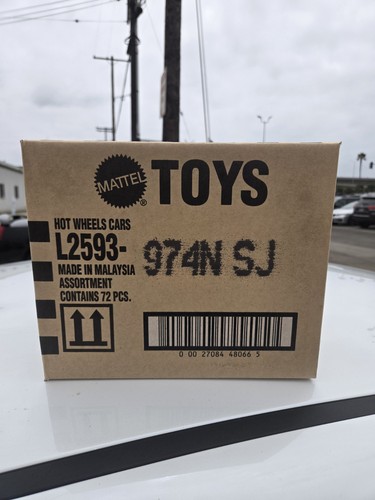 MATTEL® TOYS
HOT WHEELS CARS
L2593- 974N SJ
MADE IN MALAYSIA
ASSORTMENT
CONTAINS 72 PCS.
0 00 27084 48066 5